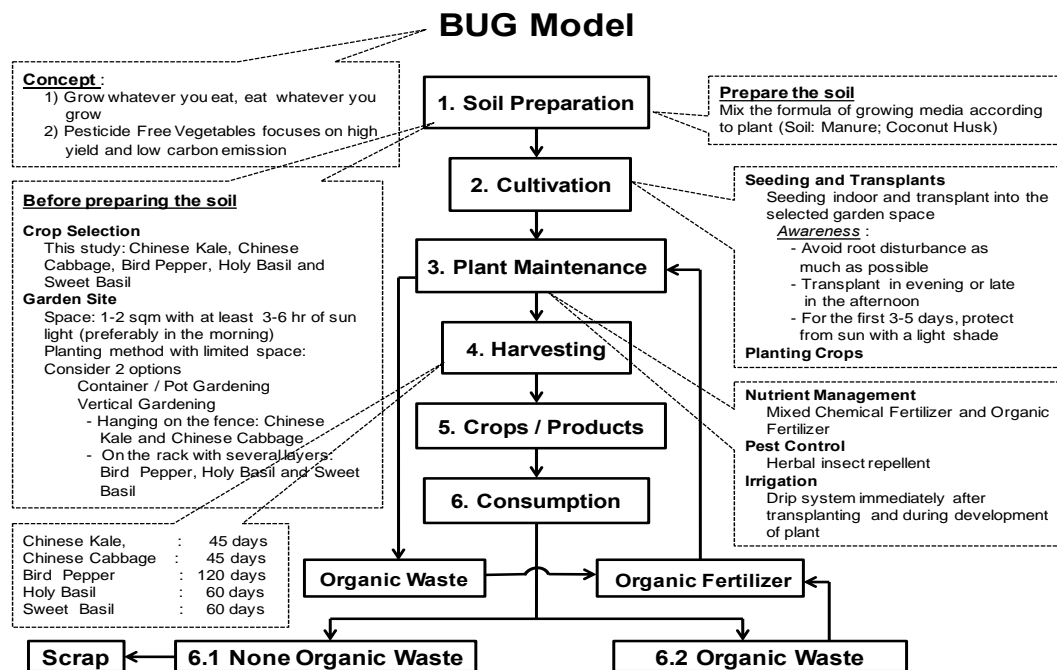 BUG Model
Concept :
1) Grow whatever you eat, eat whatever you
grow
2) Pesticide Free Vegetables focuses on high
yield and low carbon emission
1. Soil Preparation
Prepare the soil
Mix the formula of growing media according
to plant (Soil: Manure; Coconut Husk)
Before preparing the soil
Crop Selection
This study: Chinese Kale, Chinese
Cabbage, Bird Pepper, Holy Basil and
Sweet Basil
Garden Site
Space: 1-2 sqm with at least 3-6 hr of sun
light (preferably in the morning)
Planting method with limited space:
Consider 2 options
Container / Pot Gardening
Vertical Gardening
- Hanging on the fence: Chinese
Kale and Chinese Cabbage
- On the rack with several layers:
Bird Pepper, Holy Basil and Sweet
Basil
2. Cultivation
Seeding and Transplants
Seeding indoor and transplant into the
selected garden space
Awareness :
- Avoid root disturbance as
much as possible
- Transplant in evening or late
in the afternoon
- For the first 3-5 days, protect
from sun with a light shade
Planting Crops
3. Plant Maintenance
Nutrient Management
Mixed Chemical Fertilizer and Organic
Fertilizer
Pest Control
Herbal insect repellent
Irrigation
Drip system immediately after
transplanting and during development
of plant
4. Harvesting
Chinese Kale, : 45 days
Chinese Cabbage : 45 days
Bird Pepper : 120 days
Holy Basil : 60 days
Sweet Basil : 60 days
5. Crops / Products
6. Consumption
Organic Waste
Organic Fertilizer
Scrap
6.1 None Organic Waste
6.2 Organic Waste